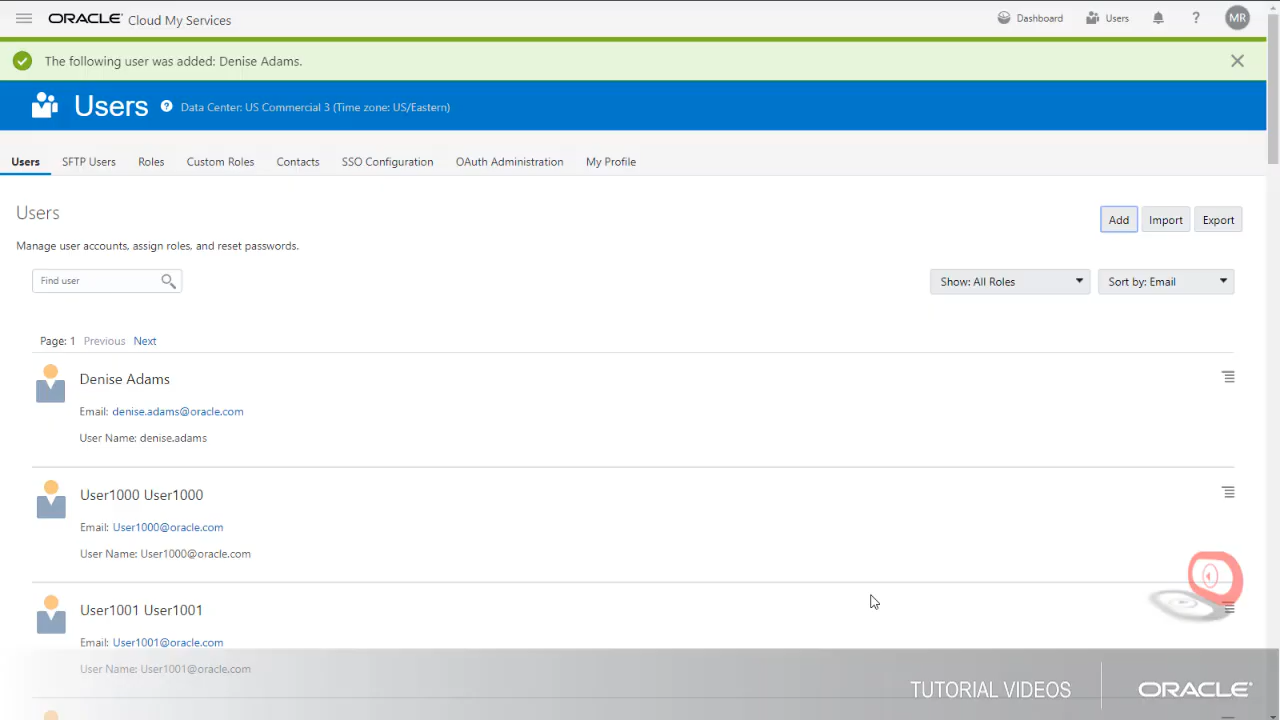 ORACLE® Cloud My Services
Dashboard
Users
?
MR
The following user was added: Denise Adams.
Users ? Data Center: US Commercial 3 (Time zone: US/Eastern)
Users SFTP Users Roles Custom Roles Contacts SSO Configuration OAuth Administration My Profile
Users
Add Import Export
Manage user accounts, assign roles, and reset passwords.
Find user
Show: All Roles
Sort by: Email
Page: 1 Previous Next
Denise Adams
Email: denise.adams@oracle.com
User Name: denise.adams
User1000 User1000
Email: User1000@oracle.com
User Name: User1000@oracle.com
User1001 User1001
Email: User1001@oracle.com
User Name: User1001@oracle.com
TUTORIAL VIDEOS
ORACLE®